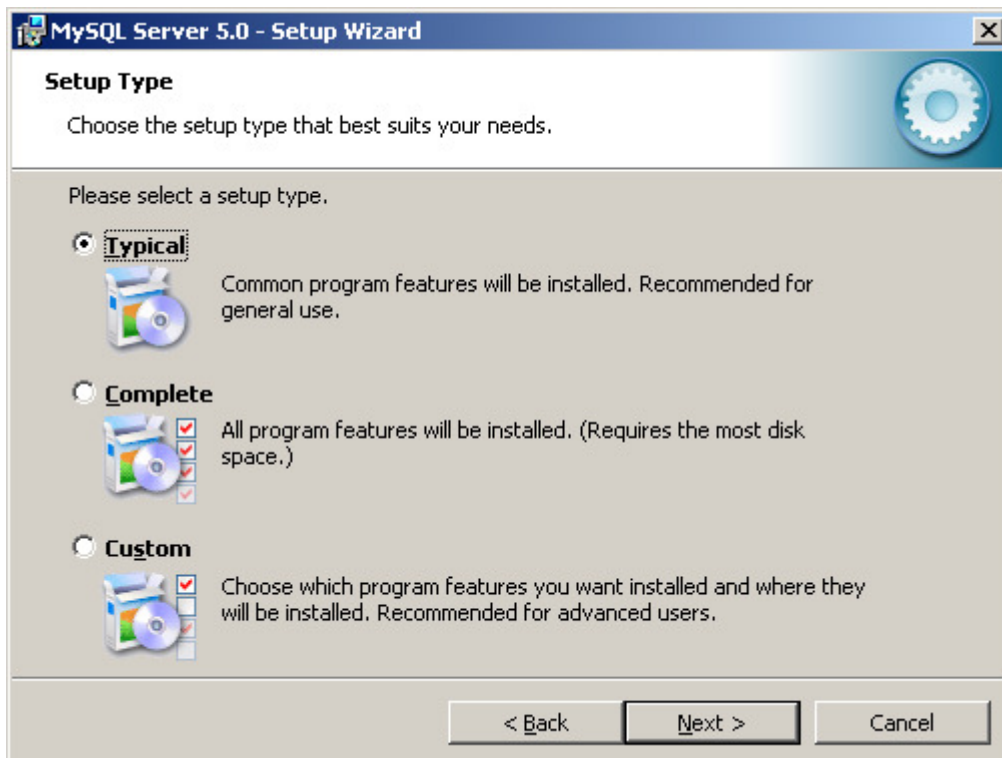 MySQL Server 5.0 - Setup Wizard
Setup Type
Choose the setup type that best suits your needs.
Please select a setup type.
Typical
Common program features will be installed. Recommended for
general use.
Complete
All program features will be installed. (Requires the most disk
space.)
Custom
Choose which program features you want installed and where they
will be installed. Recommended for advanced users.
< Back Next > Cancel